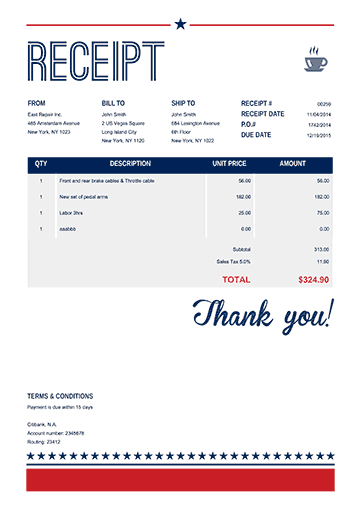 RECEIPT
FROM
East Repair Inc.
485 Amsterdam Avenue
New York, NY 1023
BILL TO
John Smith
2 US Vegas Square
Long Island City
New York, NY 1120
SHIP TO
John Smith
684 Lexington Avenue
6th Floor
New York, NY 1022
RECEIPT # 00259
RECEIPT DATE 11/04/2014
P.O.# 1742/2014
DUE DATE 12/19/2015
QTY DESCRIPTION UNIT PRICE AMOUNT
1 Front and rear brake cables & Throttle cable 56.00 56.00
1 New set of pedal arms 182.00 182.00
1 Labor 3hrs 25.00 75.00
1 asabbb 0.00 0.00
Subtotal 313.00
Sales Tax 5.0% 11.90
TOTAL $324.90
Thank you!
TERMS & CONDITIONS
Payment is due within 15 days
Citibank, N.A.
Account number: 2345678
Routing: 23412